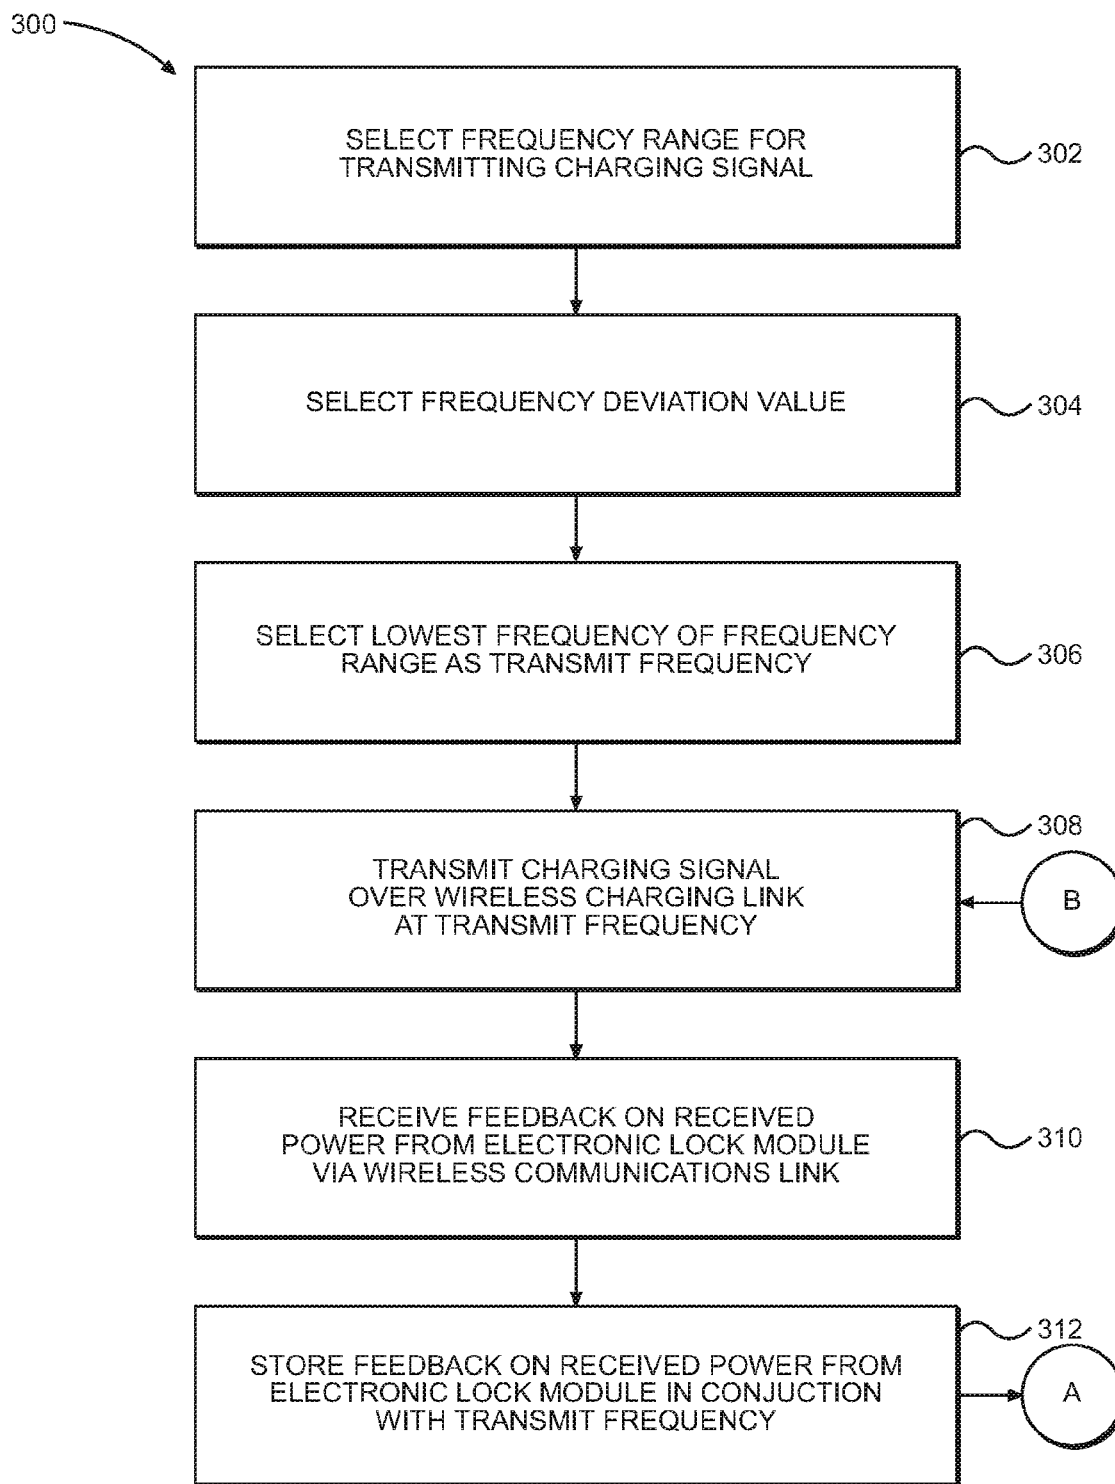 300
SELECT FREQUENCY RANGE FOR
TRANSMITTING CHARGING SIGNAL
302
SELECT FREQUENCY DEVIATION VALUE
304
SELECT LOWEST FREQUENCY OF FREQUENCY
RANGE AS TRANSMIT FREQUENCY
306
308
TRANSMIT CHARGING SIGNAL
OVER WIRELESS CHARGING LINK
AT TRANSMIT FREQUENCY
B
RECEIVE FEEDBACK ON RECEIVED
POWER FROM ELECTRONIC LOCK MODULE
VIA WIRELESS COMMUNICATIONS LINK
310
312
STORE FEEDBACK ON RECEIVED POWER FROM
ELECTRONIC LOCK MODULE IN CONJUCTION
WITH TRANSMIT FREQUENCY
A